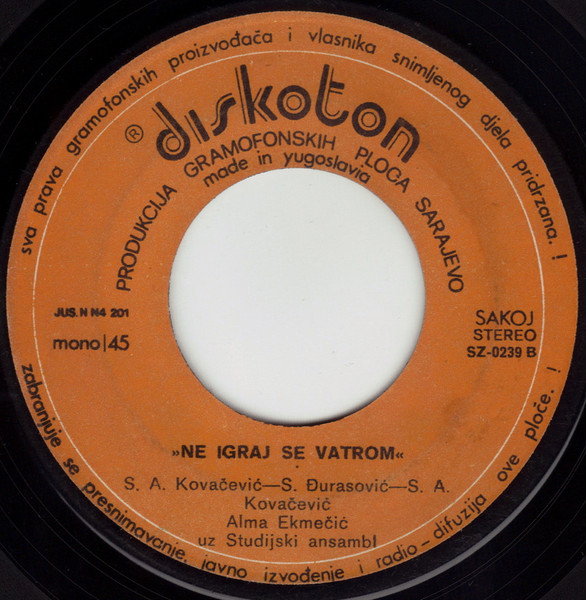 sva prava gramofonskih proizvođača i vlasnika snimljenog djela pridrzana. !
® diskoton
PRODUKCIJA GRAMOFONSKIH PLOCA SARAJEVO
made in yugoslavia
JUS. N N4 201
mono|45
SAKOJ
STEREO
SZ-0239 B
»NE IGRAJ SE VATROM«
S. A. Kovačević—S. Đurasović—S. A.
Kovačević
Alma Ekmečić
uz Studijski ansambl
zabranjuje se presnimavanje, javno izvođenje i radio-difuzija ove ploče. !